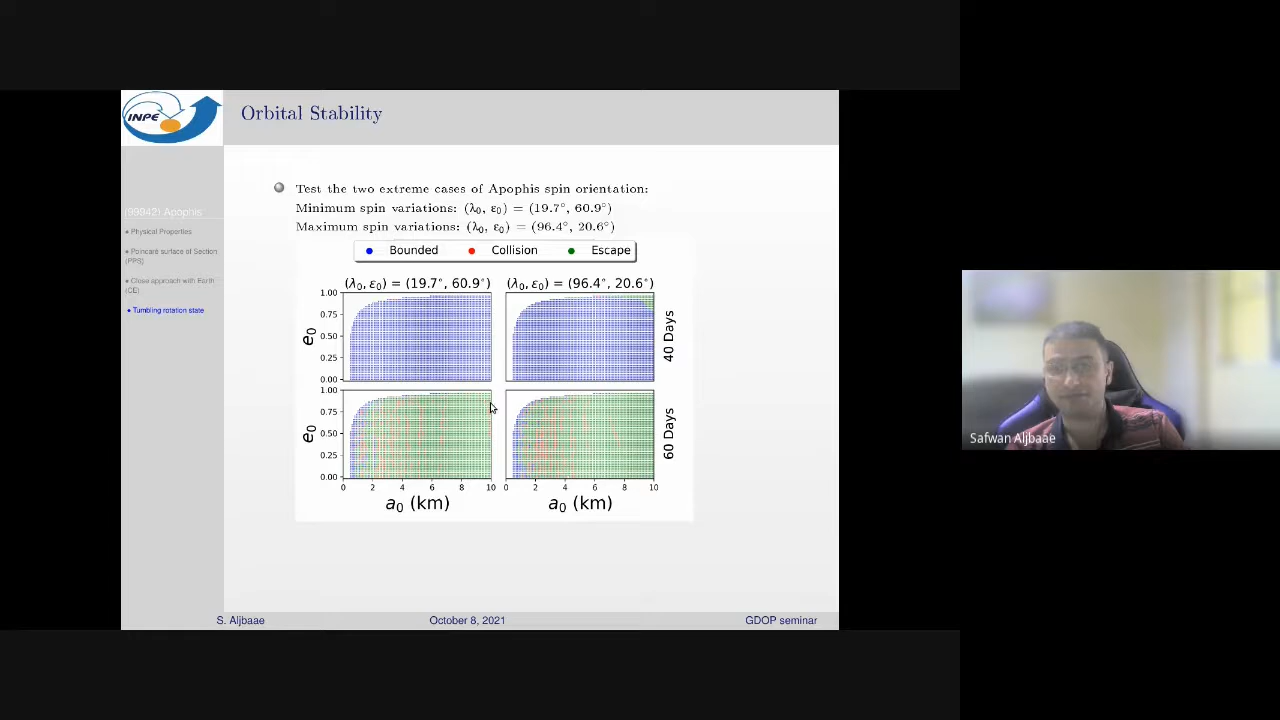 INPE
Orbital Stability
(99942) Apophis
• Physical Properties
• Poincaré surface of Section
(PPS)
• Close approach with Earth
(CE)
• Tumbling rotation state
Test the two extreme cases of Apophis spin orientation:
Minimum spin variations: (λ₀, ε₀) = (19.7°, 60.9°)
Maximum spin variations: (λ₀, ε₀) = (96.4°, 20.6°)
Bounded Collision Escape
(λ₀, ε₀) = (19.7°, 60.9°) (λ₀, ε₀) = (96.4°, 20.6°)
1.00
0.75
0.50
0.25
0.00
e₀
40 Days
1.00
0.75
0.50
0.25
0.00
e₀
60 Days
0 2 4 6 8 10 0 2 4 6 8 10
a₀ (km) a₀ (km)
S. Aljbaae October 8, 2021 GDOP seminar
Safwan Aljbaae